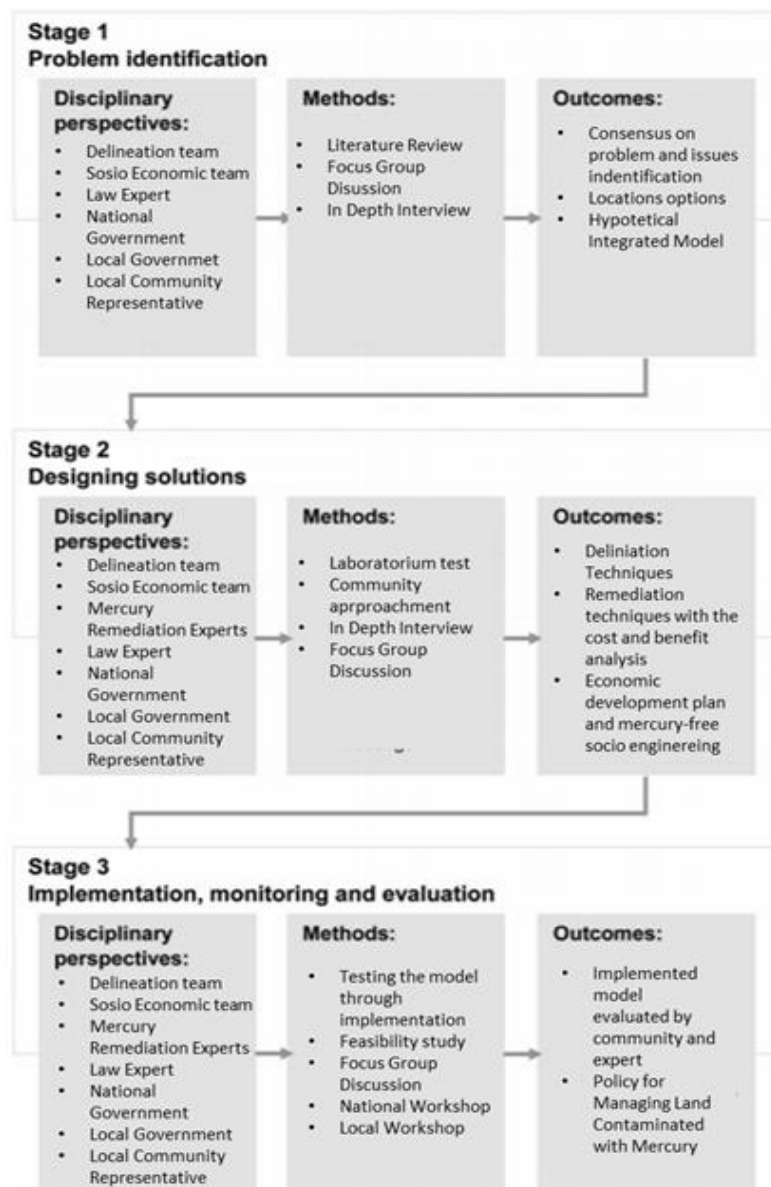 Stage 1
Problem identification
Disciplinary
perspectives:
• Delineation team
• Sosio Economic team
• Law Expert
• National
Government
• Local Governmet
• Local Community
Representative
Methods:
• Literature Review
• Focus Group
Disussion
• In Depth Interview
Outcomes:
• Consensus on
problem and issues
indentification
• Locations options
• Hypotetical
Integrated Model
Stage 2
Designing solutions
Disciplinary
perspectives:
• Delineation team
• Sosio Economic team
• Mercury
Remediation Experts
• Law Expert
• National
Government
• Local Government
• Local Community
Representative
Methods:
• Laboratorium test
• Community
aprproachment
• In Depth Interview
• Focus Group
Discussion
Outcomes:
• Deliniation
Techniques
• Remediation
techniques with the
cost and benefit
analysis
• Economic
development plan
and mercury-free
socio enginereing
Stage 3
Implementation, monitoring and evaluation
Disciplinary
perspectives:
• Delineation team
• Sosio Economic team
• Mercury
Remediation Experts
• Law Expert
• National
Government
• Local Government
• Local Community
Representative
Methods:
• Testing the model
through
implementation
• Feasibility study
• Focus Group
Discussion
• National Workshop
• Local Workshop
Outcomes:
• Implemented
model
evaluated by
community and
expert
• Policy for
Managing Land
Contaminated
with Mercury